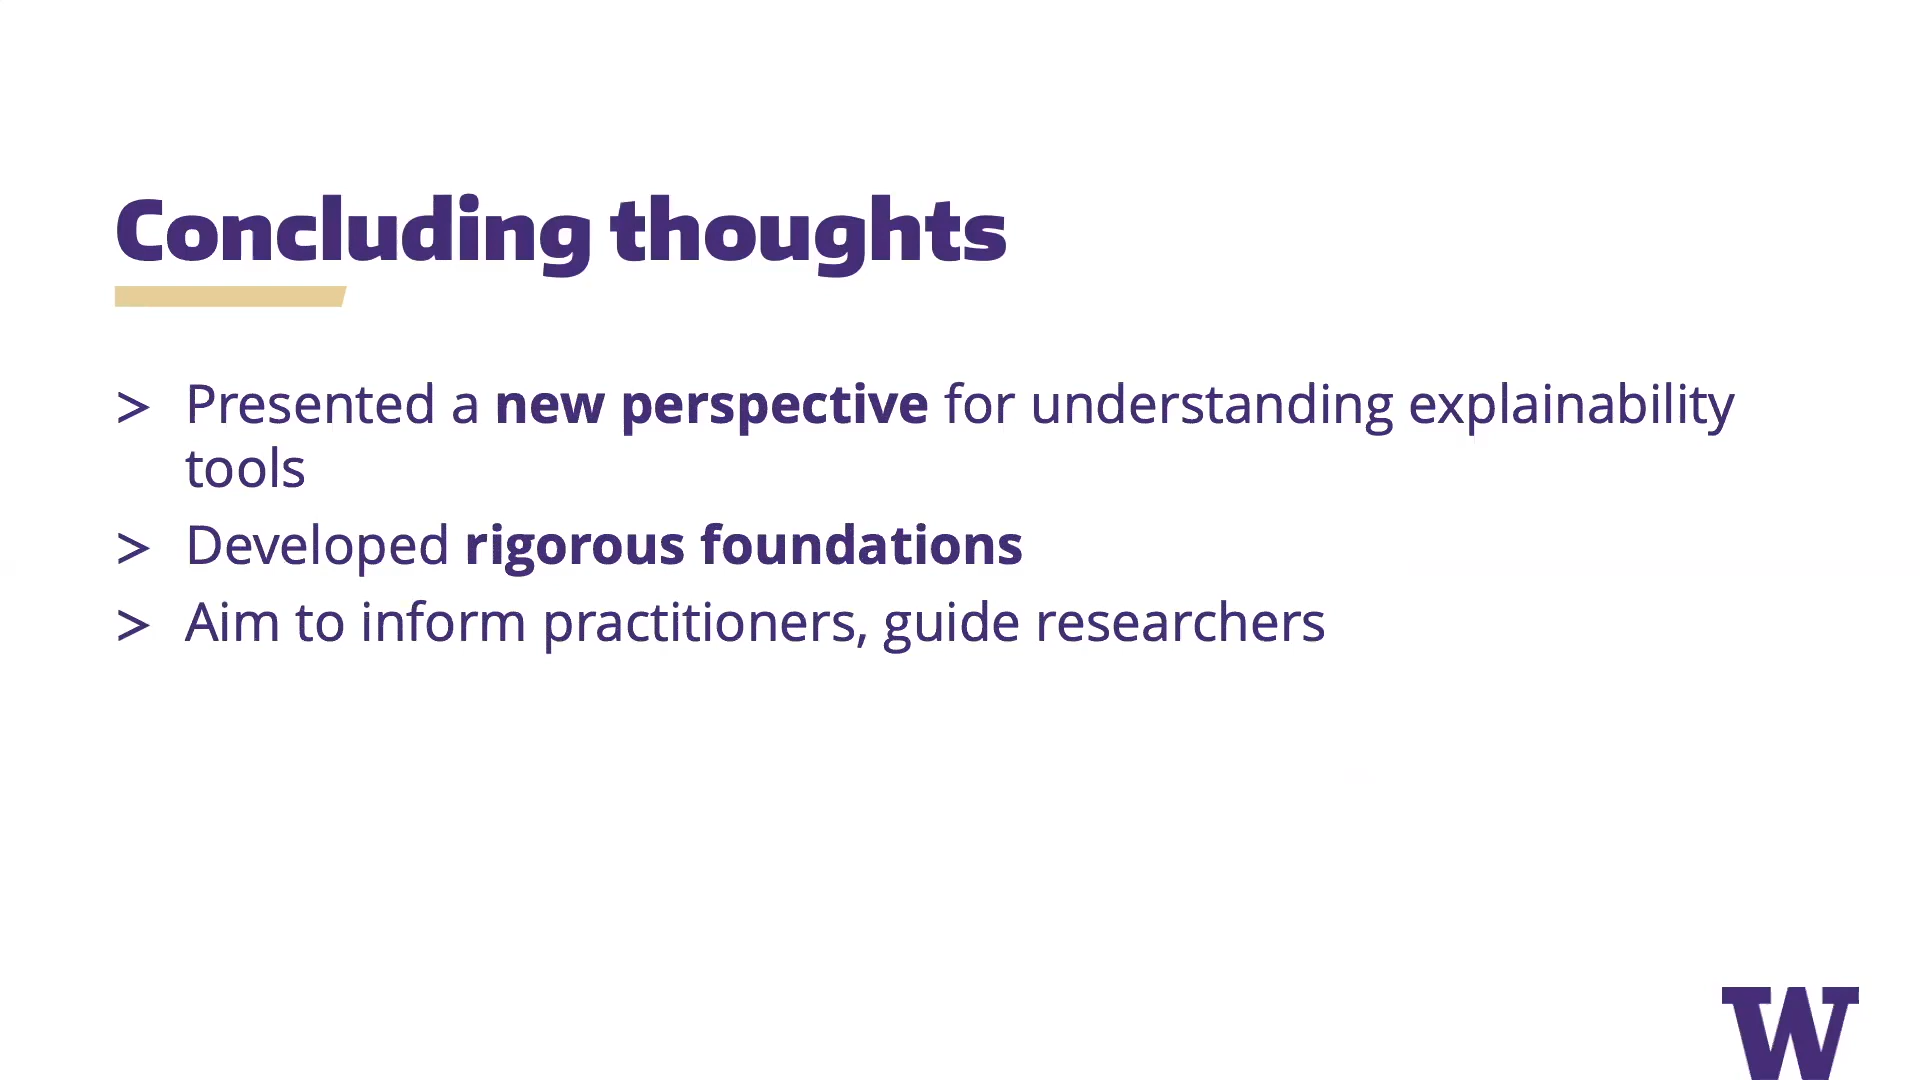 Concluding thoughts
> Presented a new perspective for understanding explainability
tools
> Developed rigorous foundations
> Aim to inform practitioners, guide researchers
W